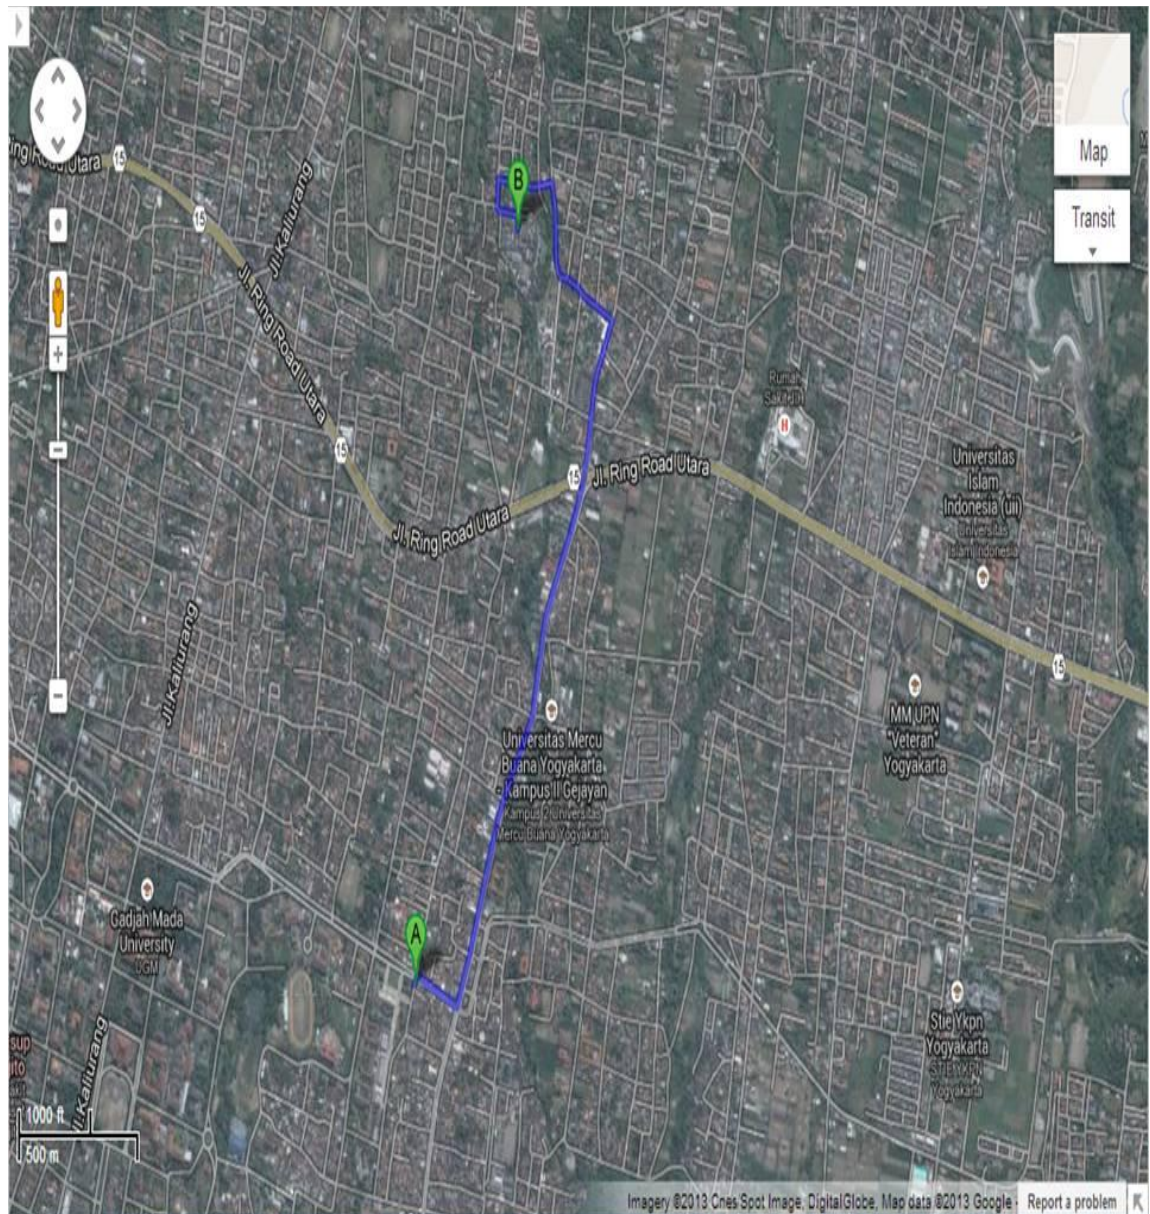 Map
Transit
Ring Road Utara
15
15
Jl. Kaliurang
Jl. Ring Road Utara
B
15
15
Jl. Ring Road Utara
Jl. Ring Road Utara
Rumah
H
Universitas
Islam
Indonesia (uii)
Universitas
Islam Indonesia
15
Jl.Kaliurang
MM UPN
"Veteran"
Yogyakarta
Universitas Mercu
Buana Yogyakarta
- Kampus II Gejayan
Kampus 2 Universitas
Mercu Buana Yogyakarta
Gadjah Mada
University
UGM
A
Stie Ykpn
Yogyakarta
STIE YKPN
Yogyakarta
Jl.Kaliurang
1000 ft
500 m
Imagery ©2013 Cnes/Spot Image, DigitalGlobe, Map data ©2013 Google -
Report a problem